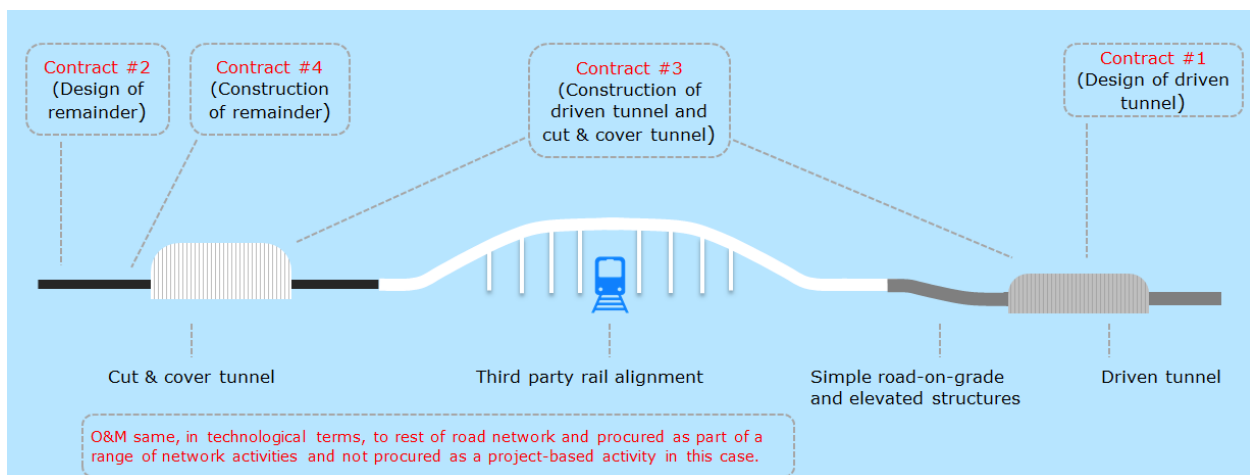 Contract #2
(Design of
remainder)
Contract #4
(Construction
of remainder)
Contract #3
(Construction of
driven tunnel and
cut & cover tunnel)
Contract #1
(Design of driven
tunnel)
Cut & cover tunnel
Third party rail alignment
Simple road-on-grade
and elevated structures
Driven tunnel
O&M same, in technological terms, to rest of road network and procured as part of a
range of network activities and not procured as a project-based activity in this case.